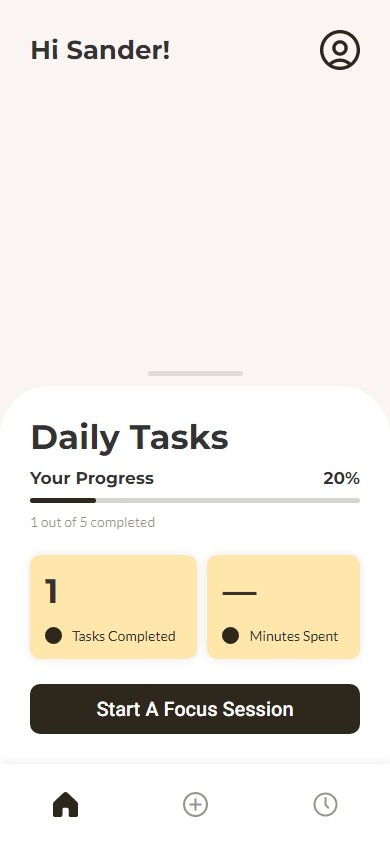 Hi Sander!
Daily Tasks
Your Progress 20%
1 out of 5 completed
1 —
Tasks Completed Minutes Spent
Start A Focus Session